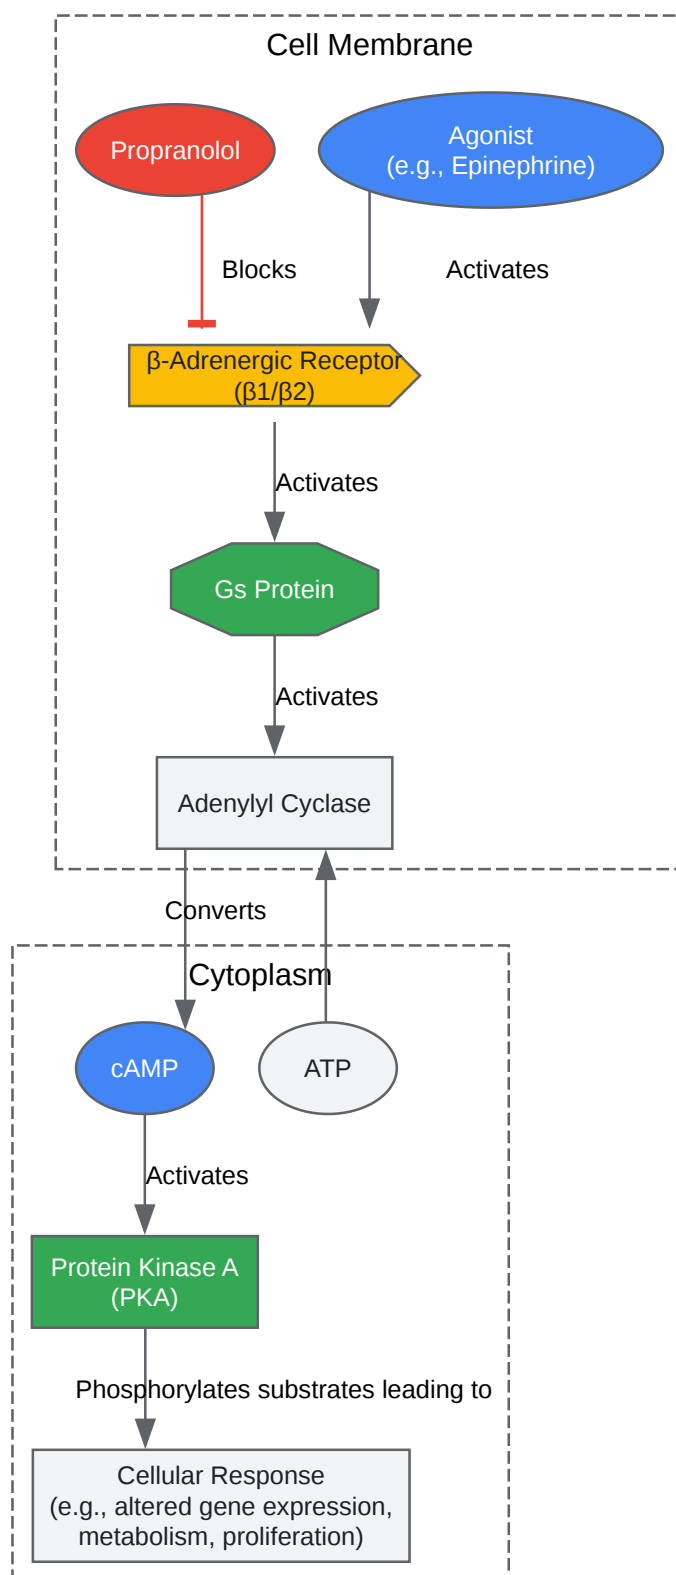 Cell Membrane
Propranolol
Agonist
(e.g., Epinephrine)
Blocks
Activates
β-Adrenergic Receptor
(β1/β2)
Activates
Gs Protein
Activates
Adenylyl Cyclase
Converts
Cytoplasm
cAMP
ATP
Activates
Protein Kinase A
(PKA)
Phosphorylates substrates leading to
Cellular Response
(e.g., altered gene expression,
metabolism, proliferation)